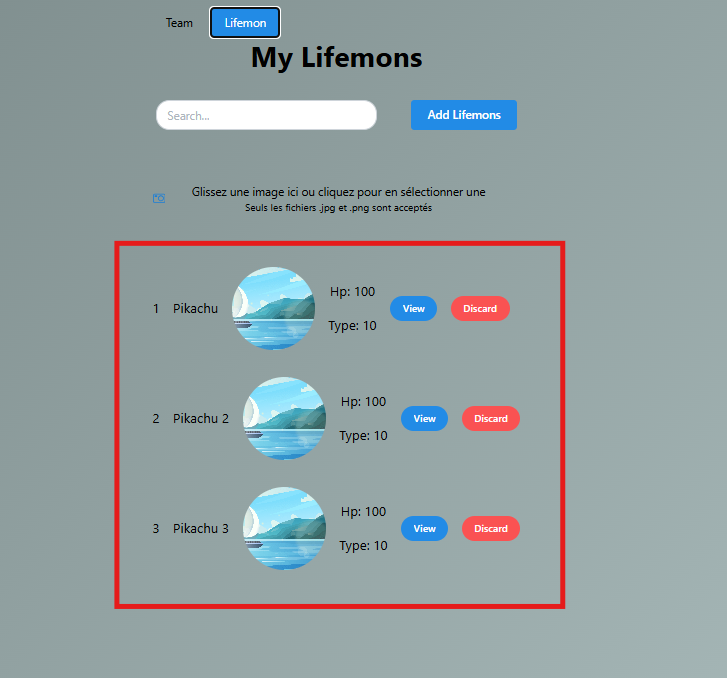 Team Lifemon
My Lifemons
Search... Add Lifemons
Glissez une image ici ou cliquez pour en sélectionner une
Seuls les fichiers .jpg et .png sont acceptés
1 Pikachu Hp: 100 View Discard
Type: 10
2 Pikachu 2 Hp: 100 View Discard
Type: 10
3 Pikachu 3 Hp: 100 View Discard
Type: 10